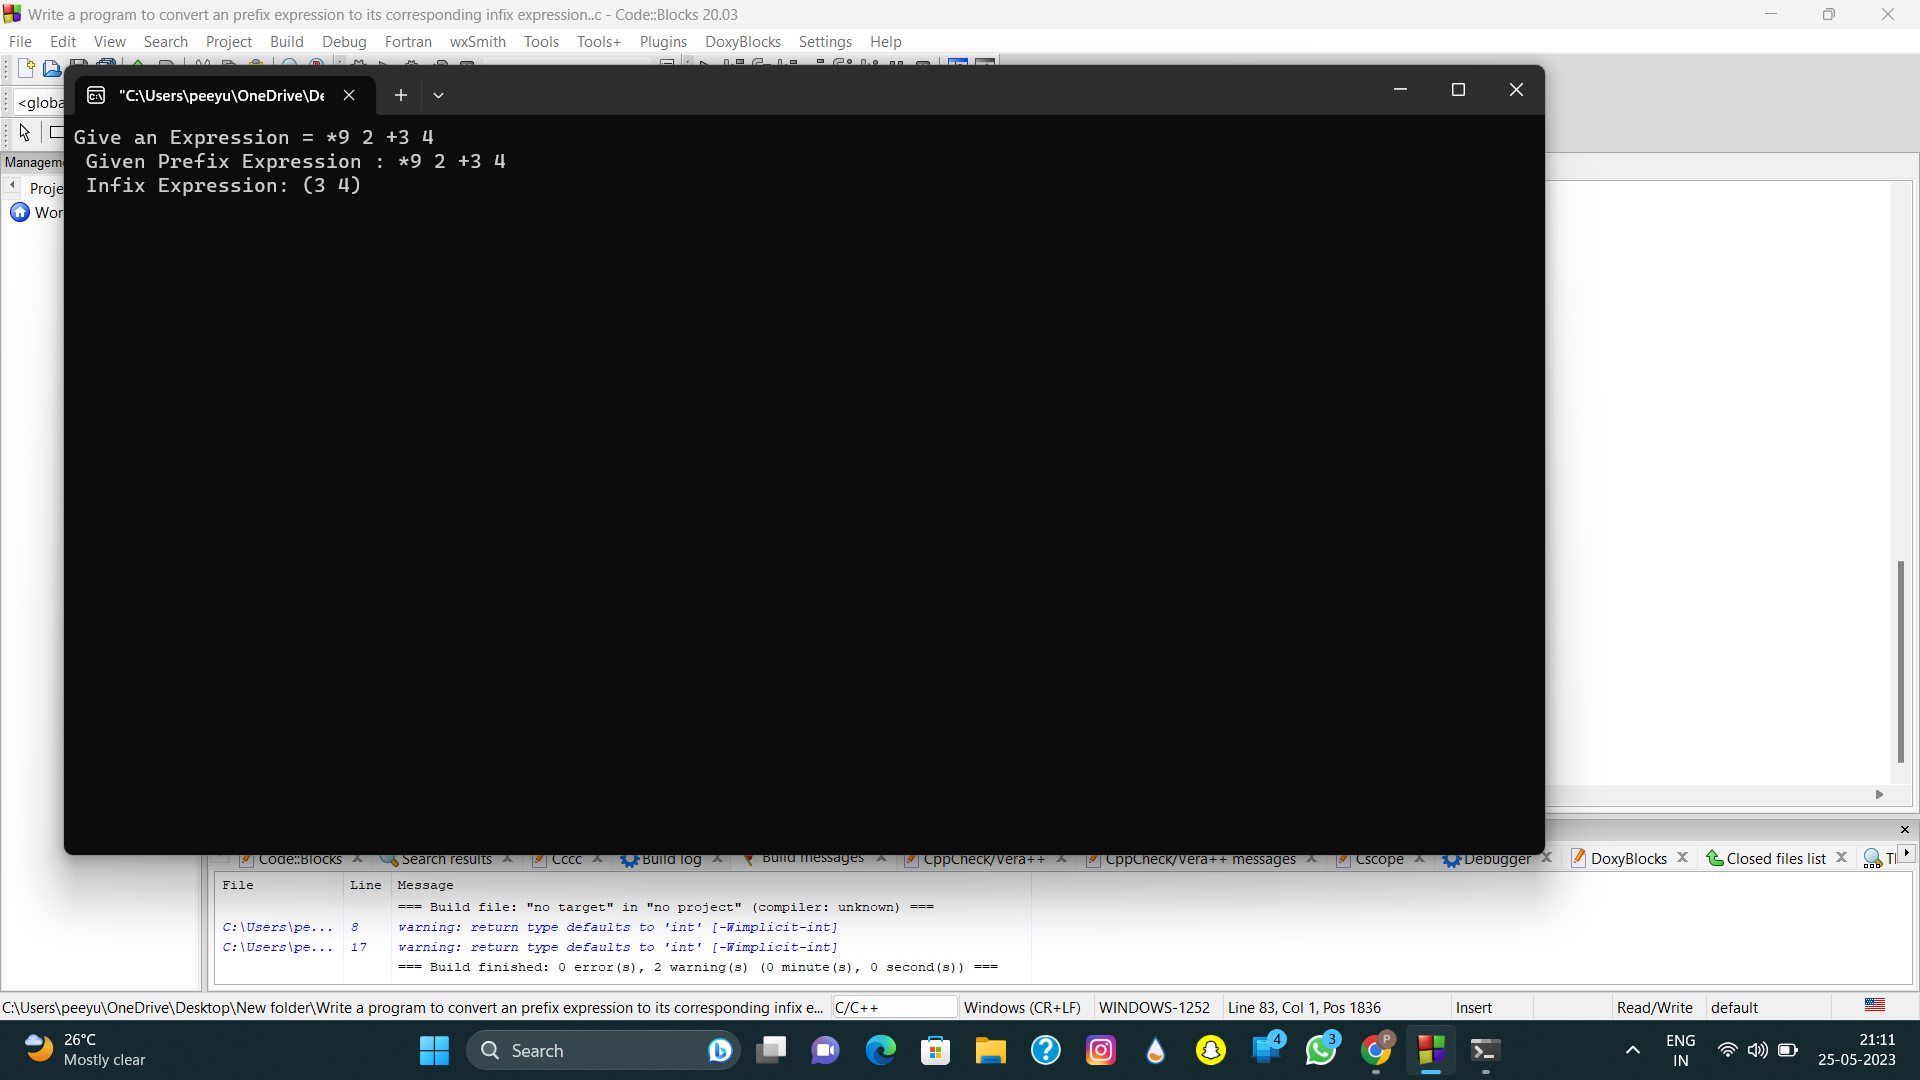 Write a program to convert an prefix expression to its corresponding infix expression..c - Code::Blocks 20.03
File Edit View Search Project Build Debug Fortran wxSmith Tools Tools+ Plugins DoxyBlocks Settings Help
<globa
"C:\Users\peeyu\OneDrive\De
Give an Expression = *9 2 +3 4
Given Prefix Expression : *9 2 +3 4
Infix Expression: (3 4)
Managem
Proje
Wor
Code::Blocks Search results Cccc Build log Build messages CppCheck/Vera++ CppCheck/Vera++ messages Cscope Debugger DoxyBlocks Closed files list
File Line Message
=== Build file: "no target" in "no project" (compiler: unknown) ===
C:\Users\pe... 8 warning: return type defaults to 'int' [-Wimplicit-int]
C:\Users\pe... 17 warning: return type defaults to 'int' [-Wimplicit-int]
=== Build finished: 0 error(s), 2 warning(s) (0 minute(s), 0 second(s)) ===
C:\Users\peeyu\OneDrive\Desktop\New folder\Write a program to convert an prefix expression to its corresponding infix e... C/C++ Windows (CR+LF) WINDOWS-1252 Line 83, Col 1, Pos 1836 Insert Read/Write default
26°C
Mostly clear
Search
4
3
P
ENG
IN
21:11
25-05-2023